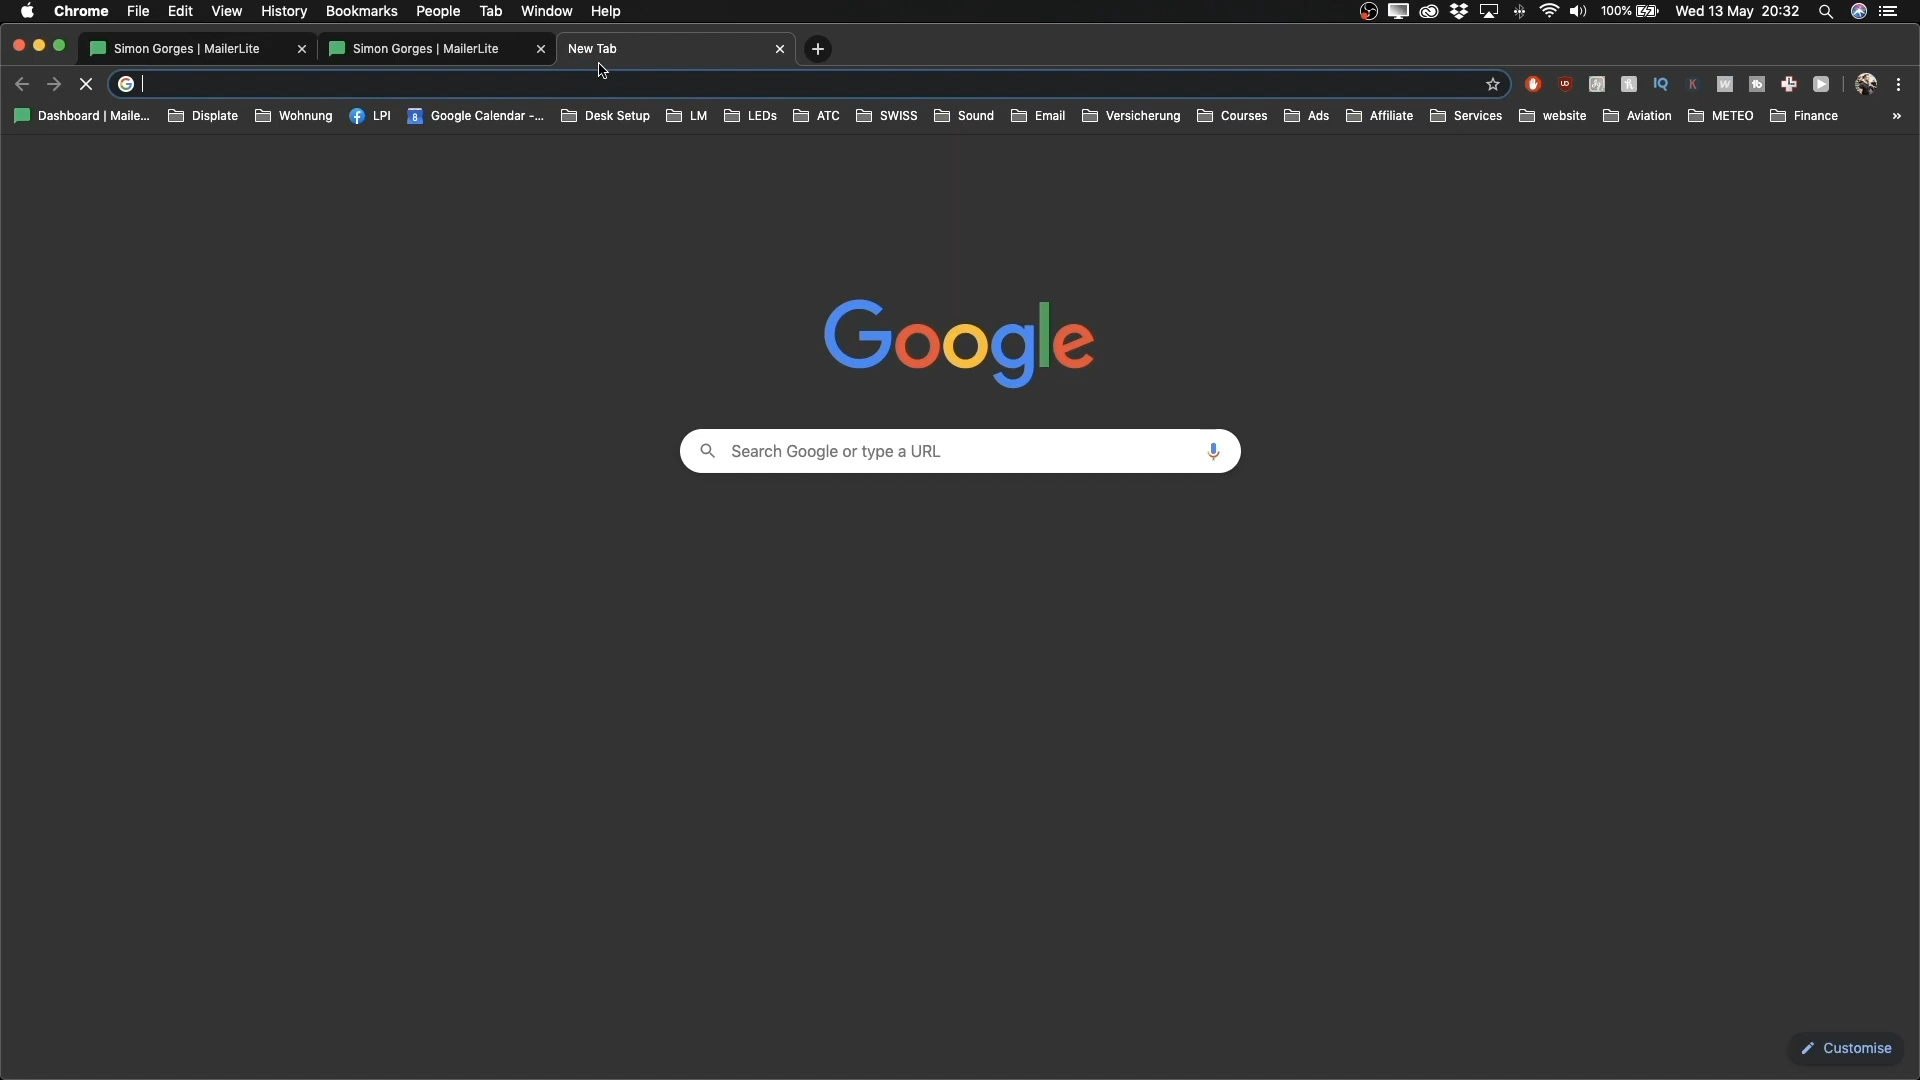 Chrome File Edit View History Bookmarks People Tab Window Help 100% Wed 13 May 20:32
Simon Gorges | MailerLite Simon Gorges | MailerLite New Tab
Dashboard | Maile... Displate Wohnung LPI Google Calendar -... Desk Setup LM LEDs ATC SWISS Sound Email Versicherung Courses Ads Affiliate Services website Aviation METEO Finance »
Google
Search Google or type a URL
Customise